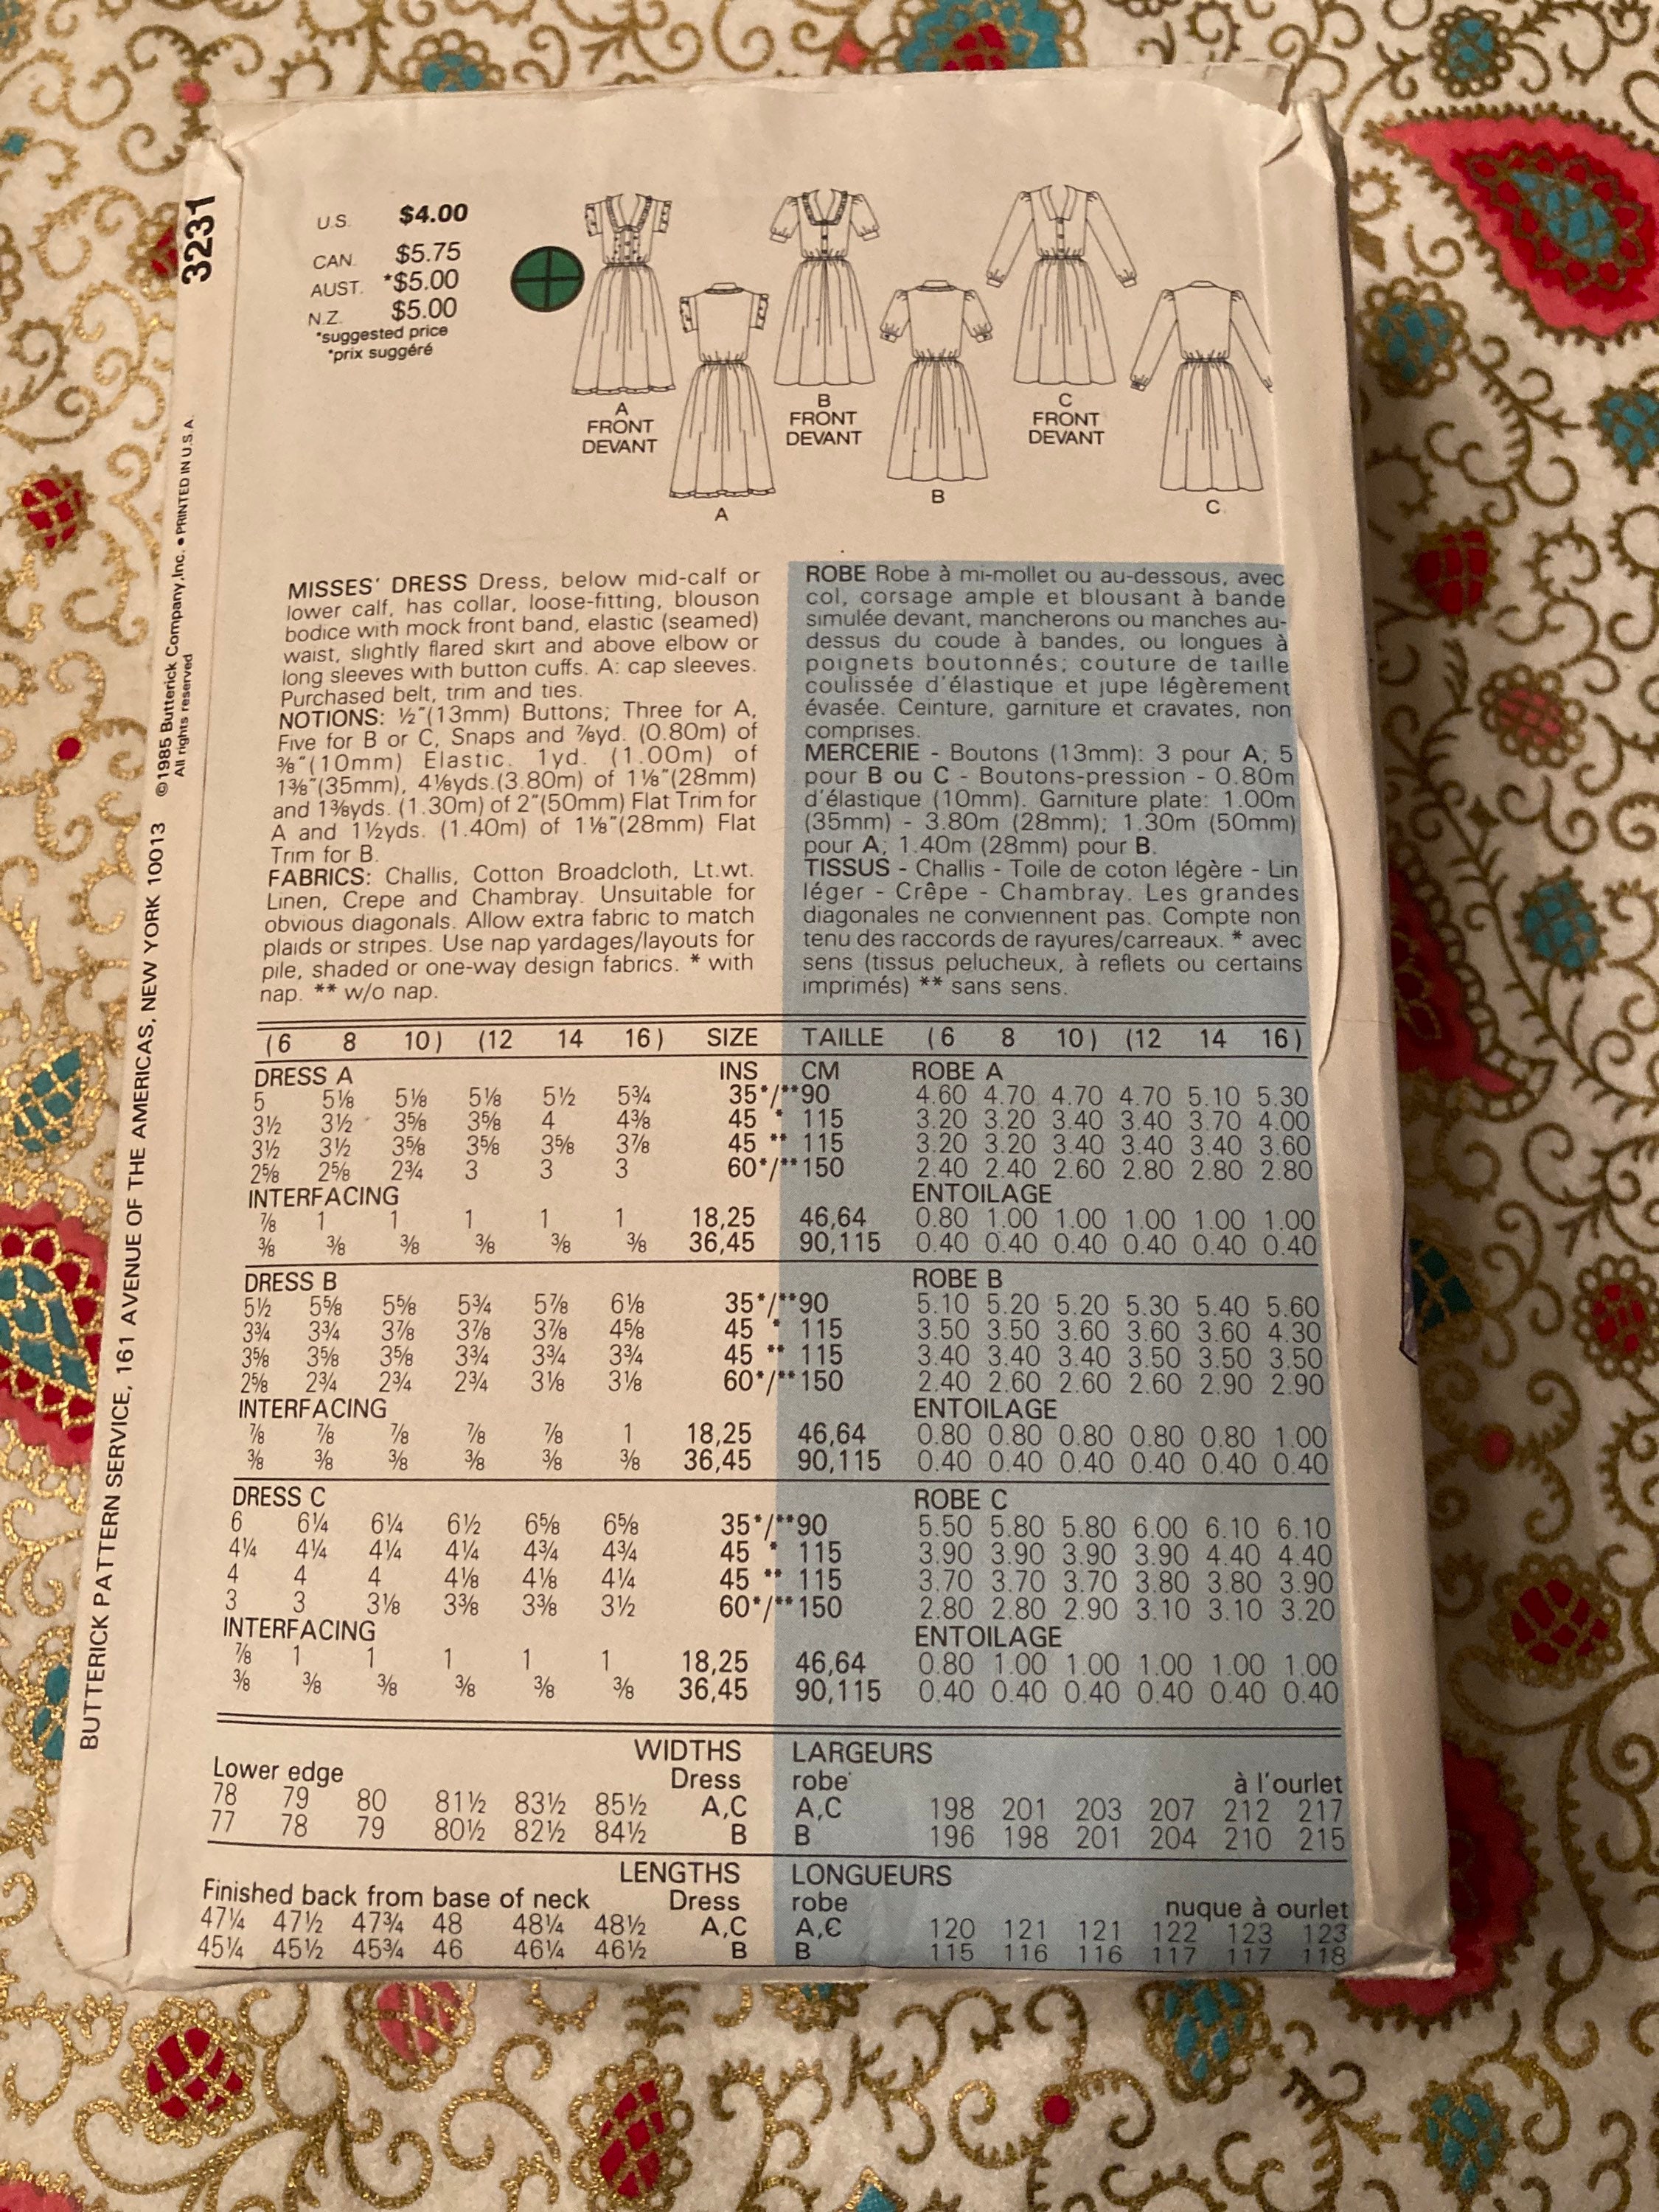 3231
©1985 Butterick Company, Inc. • PRINTED IN U.S.A.
All rights reserved
BUTTERICK PATTERN SERVICE, 161 AVENUE OF THE AMERICAS, NEW YORK 10013
U.S. $4.00
CAN. $5.75
AUST. *$5.00
N.Z. $5.00
*suggested price
*prix suggéré
A
FRONT
DEVANT
A
B
FRONT
DEVANT
B
C
FRONT
DEVANT
C
MISSES' DRESS Dress, below mid-calf or
lower calf, has collar, loose-fitting, blouson
bodice with mock front band, elastic (seamed)
waist, slightly flared skirt and above elbow or
long sleeves with button cuffs. A: cap sleeves.
Purchased belt, trim and ties.
NOTIONS: ½"(13mm) Buttons; Three for A,
Five for B or C, Snaps and ⅞yd. (0.80m) of
⅜"(10mm) Elastic. 1yd. (1.00m) of
1⅜"(35mm), 4⅛yds.(3.80m) of 1⅛"(28mm)
and 1⅜yds. (1.30m) of 2"(50mm) Flat Trim for
A and 1½yds. (1.40m) of 1⅛"(28mm) Flat
Trim for B.
FABRICS: Challis, Cotton Broadcloth, Lt.wt.
Linen, Crepe and Chambray. Unsuitable for
obvious diagonals. Allow extra fabric to match
plaids or stripes. Use nap yardages/layouts for
pile, shaded or one-way design fabrics. * with
nap. ** w/o nap.
ROBE Robe à mi-mollet ou au-dessous, avec
col, corsage ample et blousant à bande
simulée devant, mancherons ou manches au-
dessus du coude à bandes, ou longues à
poignets boutonnés; couture de taille
coulissée d'élastique et jupe légèrement
évasée. Ceinture, garniture et cravates, non
comprises.
MERCERIE - Boutons (13mm): 3 pour A; 5
pour B ou C - Boutons-pression - 0.80m
d'élastique (10mm). Garniture plate: 1.00m
(35mm) - 3.80m (28mm); 1.30m (50mm)
pour A; 1.40m (28mm) pour B.
TISSUS - Challis - Toile de coton légère - Lin
léger - Crêpe - Chambray. Les grandes
diagonales ne conviennent pas. Compte non
tenu des raccords de rayures/carreaux. * avec
sens (tissus pelucheux, à reflets ou certains
imprimés) ** sans sens.
(6 8 10) (12 14 16) SIZE TAILLE (6 8 10) (12 14 16)
DRESS A INS CM ROBE A
5 5⅛ 5⅛ 5⅛ 5½ 5¾ 35*/**90 4.60 4.70 4.70 4.70 5.10 5.30
3½ 3½ 3⅝ 3⅝ 4 4⅜ 45 * 115 3.20 3.20 3.40 3.40 3.70 4.00
3½ 3½ 3⅝ 3⅝ 3⅝ 3⅞ 45 ** 115 3.20 3.20 3.40 3.40 3.40 3.60
2⅝ 2⅝ 2¾ 3 3 3 60*/**150 2.40 2.40 2.60 2.80 2.80 2.80
INTERFACING ENTOILAGE
⅞ 1 1 1 1 1 18,25 46,64 0.80 1.00 1.00 1.00 1.00 1.00
⅜ ⅜ ⅜ ⅜ ⅜ ⅜ 36,45 90,115 0.40 0.40 0.40 0.40 0.40 0.40
DRESS B ROBE B
5½ 5⅝ 5⅝ 5¾ 5⅞ 6⅛ 35*/**90 5.10 5.20 5.20 5.30 5.40 5.60
3¾ 3¾ 3⅞ 3⅞ 3⅞ 4⅝ 45 * 115 3.50 3.50 3.60 3.60 3.60 4.30
3⅝ 3⅝ 3⅝ 3¾ 3¾ 3¾ 45 ** 115 3.40 3.40 3.40 3.50 3.50 3.50
2⅝ 2¾ 2¾ 2¾ 3⅛ 3⅛ 60*/**150 2.40 2.60 2.60 2.60 2.90 2.90
INTERFACING ENTOILAGE
⅞ ⅞ ⅞ ⅞ ⅞ 1 18,25 46,64 0.80 0.80 0.80 0.80 0.80 1.00
⅜ ⅜ ⅜ ⅜ ⅜ ⅜ 36,45 90,115 0.40 0.40 0.40 0.40 0.40 0.40
DRESS C ROBE C
6 6¼ 6¼ 6½ 6⅝ 6⅝ 35*/**90 5.50 5.80 5.80 6.00 6.10 6.10
4¼ 4¼ 4¼ 4¼ 4¾ 4¾ 45 * 115 3.90 3.90 3.90 3.90 4.40 4.40
4 4 4 4⅛ 4⅛ 4¼ 45 ** 115 3.70 3.70 3.70 3.80 3.80 3.90
3 3 3⅛ 3⅜ 3⅜ 3½ 60*/**150 2.80 2.80 2.90 3.10 3.10 3.20
INTERFACING ENTOILAGE
⅞ 1 1 1 1 1 18,25 46,64 0.80 1.00 1.00 1.00 1.00 1.00
⅜ ⅜ ⅜ ⅜ ⅜ ⅜ 36,45 90,115 0.40 0.40 0.40 0.40 0.40 0.40
WIDTHS LARGEURS
Lower edge Dress robe à l'ourlet
78 79 80 81½ 83½ 85½ A,C A,C 198 201 203 207 212 217
77 78 79 80½ 82½ 84½ B B 196 198 201 204 210 215
LENGTHS LONGUEURS
Finished back from base of neck Dress robe nuque à ourlet
47¼ 47½ 47¾ 48 48¼ 48½ A,C A,C 120 121 121 122 123 123
45¼ 45½ 45¾ 46 46¼ 46½ B B 115 116 116 117 117 118